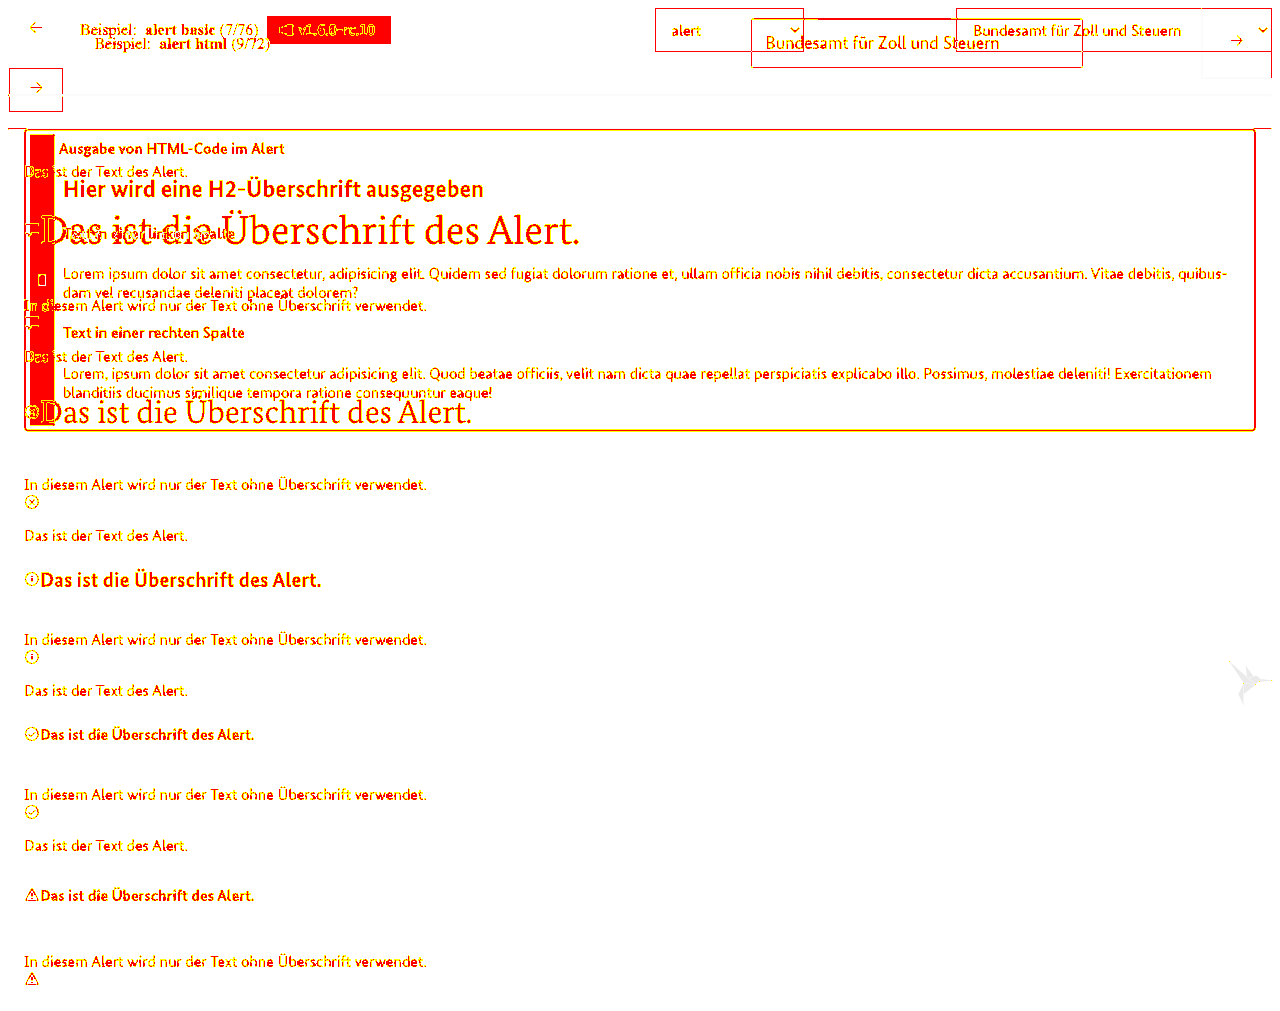 Beispiel: alert basic (7/76) v1.6.0-rc.10
alert
Bundesamt für Zoll und Steuern
Beispiel: alert html (9/72)
Bundesamt für Zoll und Steuern
Ausgabe von HTML-Code im Alert
Das ist der Text des Alert.
Hier wird eine H2-Überschrift ausgegeben
Das ist die Überschrift des Alert.
Text in einer linken Spalte
Lorem ipsum dolor sit amet consectetur, adipisicing elit. Quidem sed fugiat dolorum ratione et, ullam officia nobis nihil debitis, consectetur dicta accusantium. Vitae debitis, quibus-
dam vel recusandae deleniti placeat dolorem?
In diesem Alert wird nur der Text ohne Überschrift verwendet.
Text in einer rechten Spalte
Das ist der Text des Alert.
Lorem, ipsum dolor sit amet consectetur adipisicing elit. Quod beatae officiis, velit nam dicta quae repellat perspiciatis explicabo illo. Possimus, molestiae deleniti! Exercitationem
blanditiis ducimus similique tempora ratione consequuntur eaque!
Das ist die Überschrift des Alert.
In diesem Alert wird nur der Text ohne Überschrift verwendet.
Das ist der Text des Alert.
Das ist die Überschrift des Alert.
In diesem Alert wird nur der Text ohne Überschrift verwendet.
Das ist der Text des Alert.
Das ist die Überschrift des Alert.
In diesem Alert wird nur der Text ohne Überschrift verwendet.
Das ist der Text des Alert.
Das ist die Überschrift des Alert.
In diesem Alert wird nur der Text ohne Überschrift verwendet.